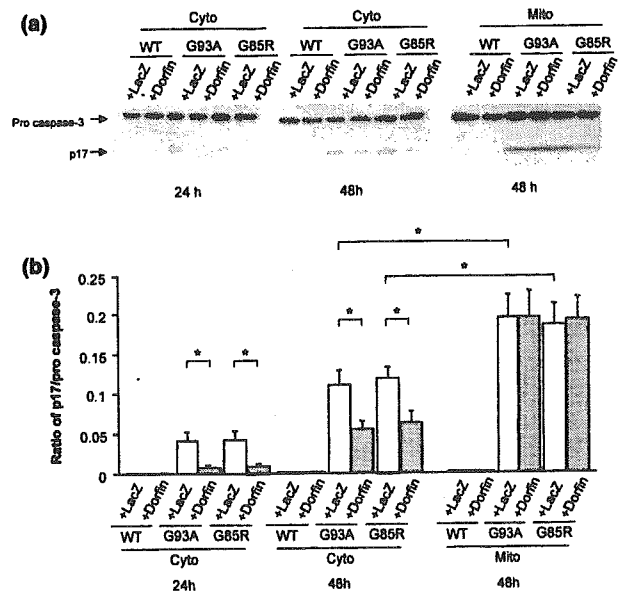 (a)
Cyto Cyto Mito
WT G93A G85R WT G93A G85R WT G93A G85R
+LacZ +Dorfin +LacZ +Dorfin +LacZ +Dorfin +LacZ +Dorfin +LacZ +Dorfin +LacZ +Dorfin +LacZ +Dorfin +LacZ +Dorfin +LacZ +Dorfin
Pro caspase-3
p17
24 h 48h 48 h
(b)
Ratio of p17/pro caspase-3
0.25
0.2
0.15
0.1
0.05
0
* * * * * *
+LacZ +Dorfin +LacZ +Dorfin +LacZ +Dorfin +LacZ +Dorfin +LacZ +Dorfin +LacZ +Dorfin +LacZ +Dorfin +LacZ +Dorfin +LacZ +Dorfin
WT G93A G85R WT G93A G85R WT G93A G85R
Cyto Cyto Mito
24h 48h 48h